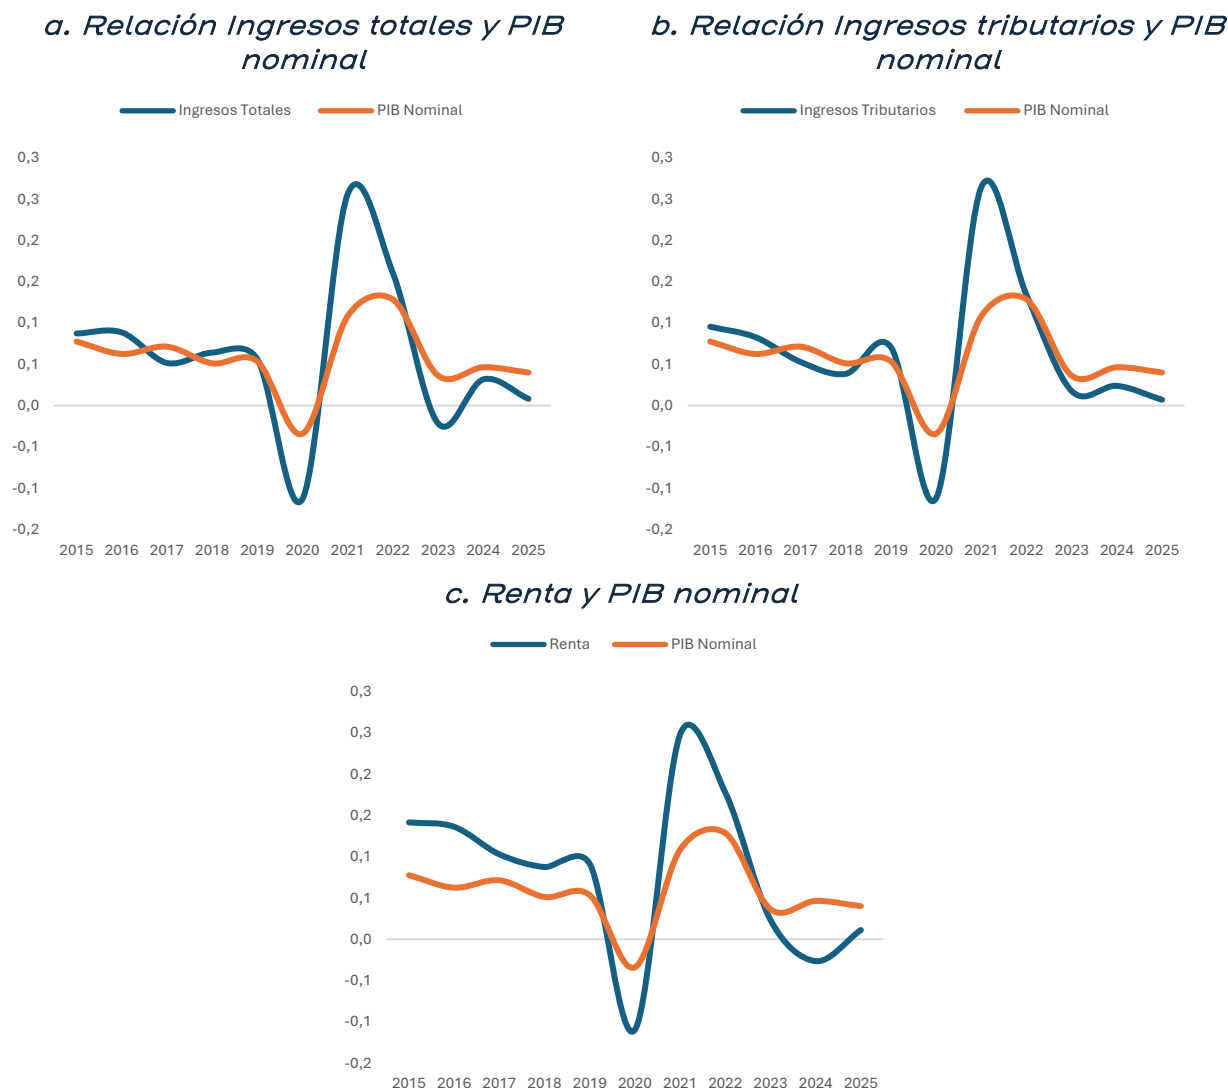 a. Relación Ingresos totales y PIB
nominal
Ingresos Totales PIB Nominal
0,3
0,3
0,2
0,2
0,1
0,1
0,0
-0,1
-0,1
-0,2
2015 2016 2017 2018 2019 2020 2021 2022 2023 2024 2025
b. Relación Ingresos tributarios y PIB
nominal
Ingresos Tributarios PIB Nominal
0,3
0,3
0,2
0,2
0,1
0,1
0,0
-0,1
-0,1
-0,2
2015 2016 2017 2018 2019 2020 2021 2022 2023 2024 2025
c. Renta y PIB nominal
Renta PIB Nominal
0,3
0,3
0,2
0,2
0,1
0,1
0,0
-0,1
-0,1
-0,2
2015 2016 2017 2018 2019 2020 2021 2022 2023 2024 2025